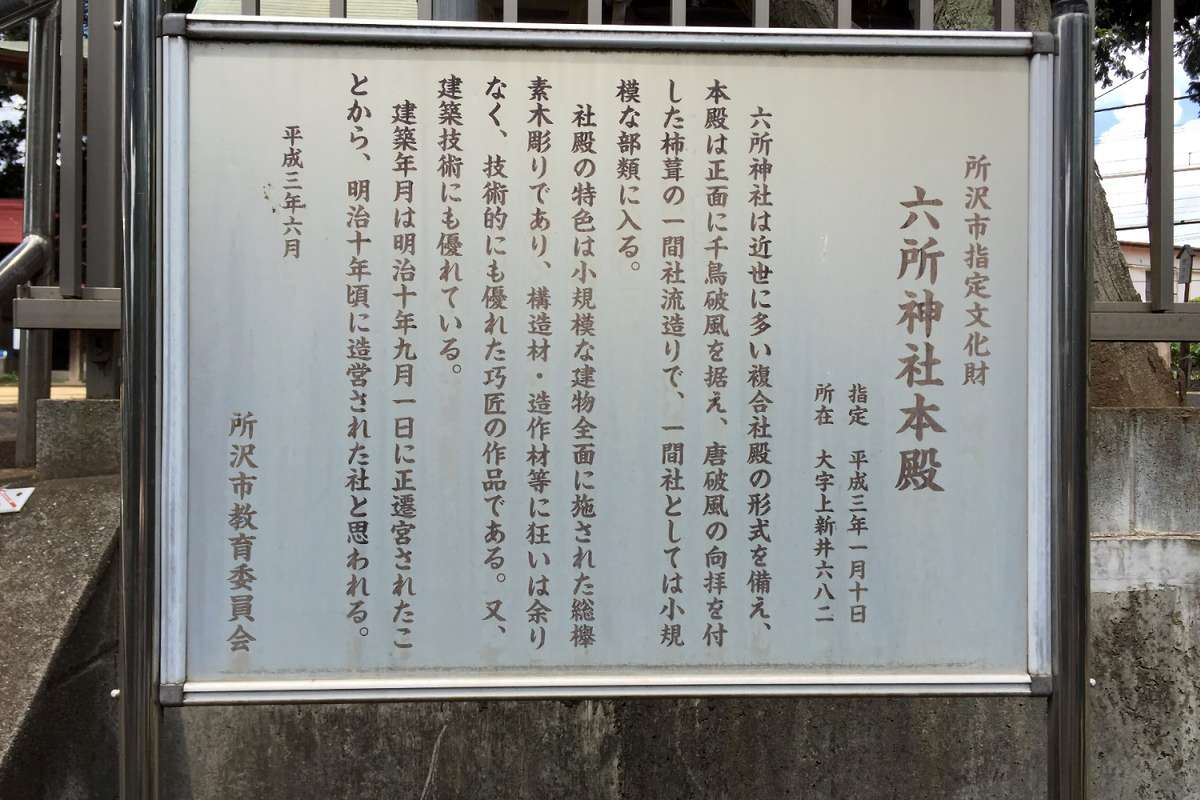 所沢市指定文化財
六所神社本殿
指定 平成三年一月十日
所在 大字上新井六八二
六所神社は近世に多い複合社殿の形式を備え、
本殿は正面に千鳥破風を据え、唐破風の向拝を付
した柿葺の一間社流造りで、一間社としては小規
模な部類に入る。
社殿の特色は小規模な建物全面に施された総欅
素木彫りであり、構造材・造作材等に狂いは余り
なく、技術的にも優れた巧匠の作品である。又、
建築技術にも優れている。
建築年月は明治十年九月一日に正遷宮されたこ
とから、明治十年頃に造営された社と思われる。
平成三年六月
所沢市教育委員会